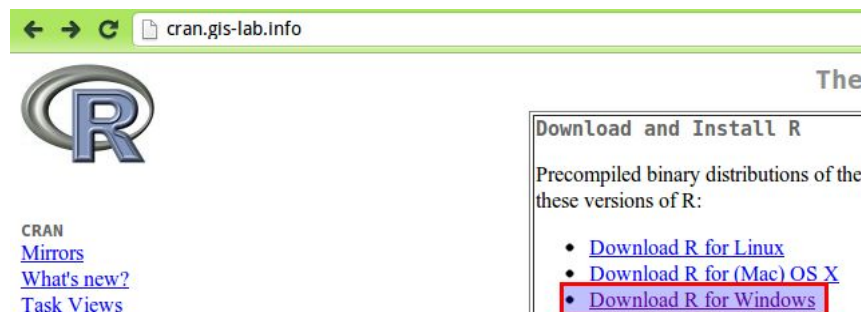 cran.gis-lab.info
R
The
Download and Install R
Precompiled binary distributions of the
these versions of R:
CRAN
Mirrors
What's new?
Task Views
• Download R for Linux
• Download R for (Mac) OS X
• Download R for Windows